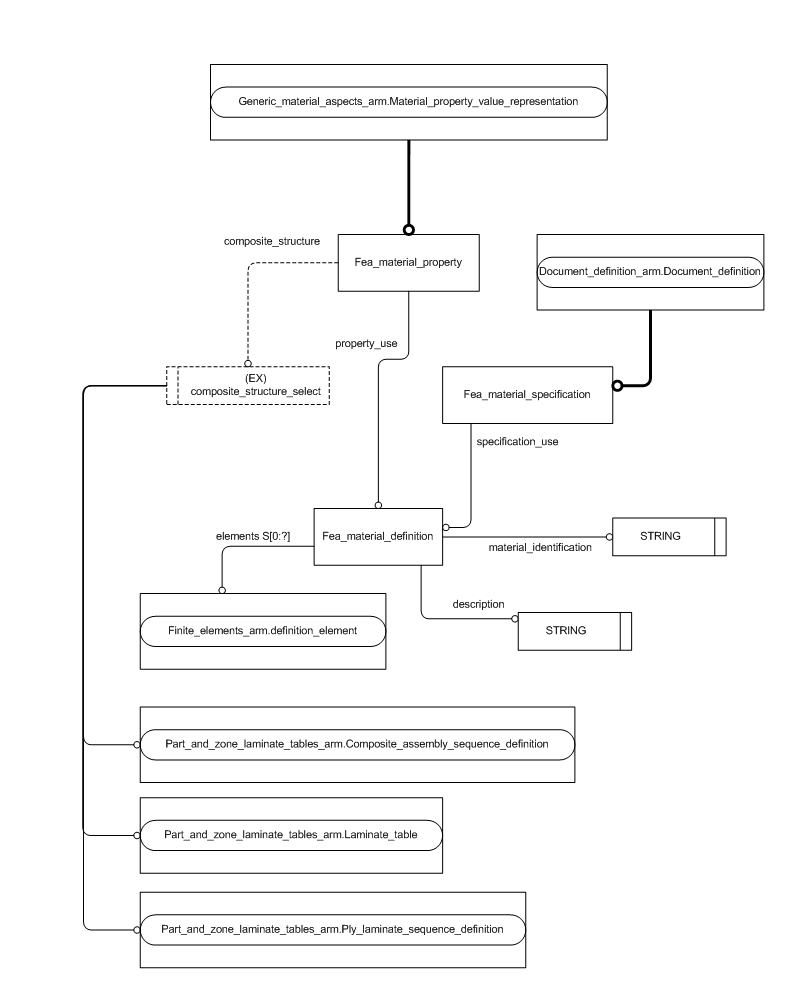 Generic_material_aspects_arm.Material_property_value_representation
composite_structure
Fea_material_property
Document_definition_arm.Document_definition
property_use
(EX)
composite_structure_select
Fea_material_specification
specification_use
elements S[0:?]
Fea_material_definition
STRING
material_identification
description
STRING
Finite_elements_arm.definition_element
Part_and_zone_laminate_tables_arm.Composite_assembly_sequence_definition
Part_and_zone_laminate_tables_arm.Laminate_table
Part_and_zone_laminate_tables_arm.Ply_laminate_sequence_definition